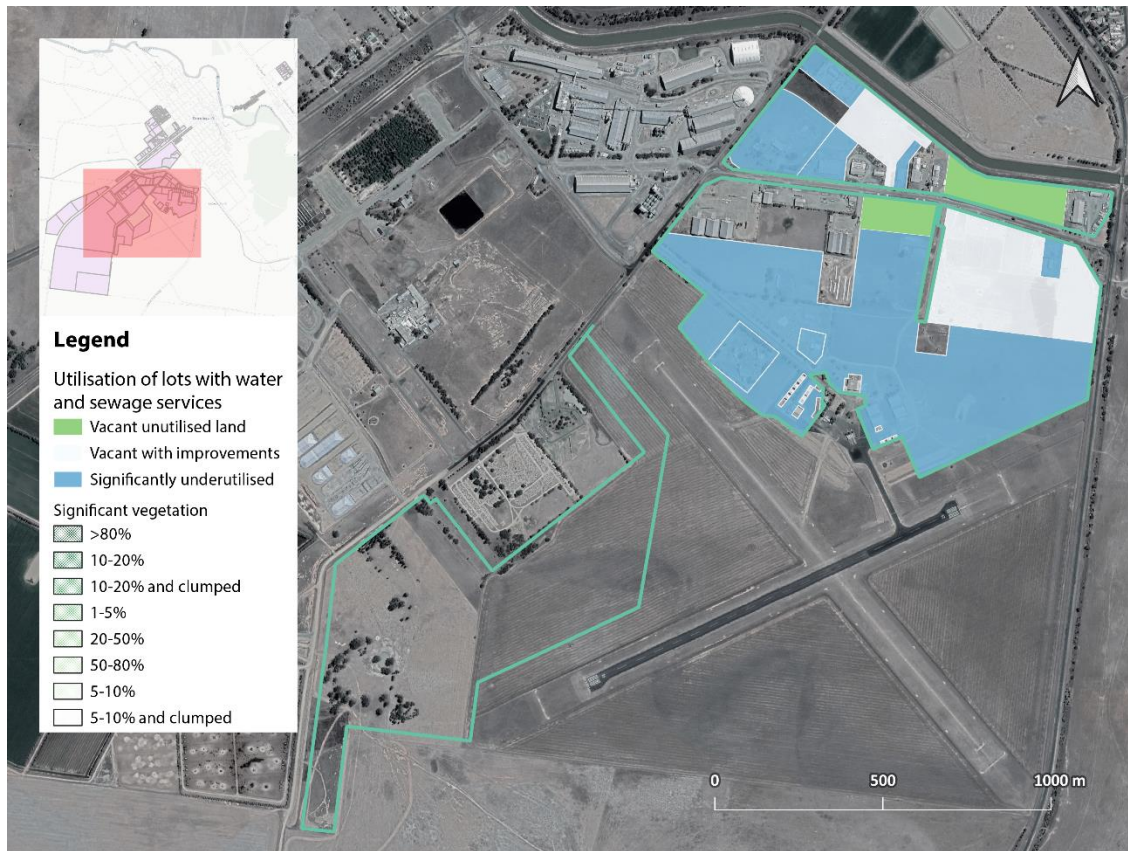 Legend
Utilisation of lots with water
and sewage services
Vacant unutilised land
Vacant with improvements
Significantly underutilised
Significant vegetation
>80%
10-20%
10-20% and clumped
1-5%
20-50%
50-80%
5-10%
5-10% and clumped
0 500 1000 m